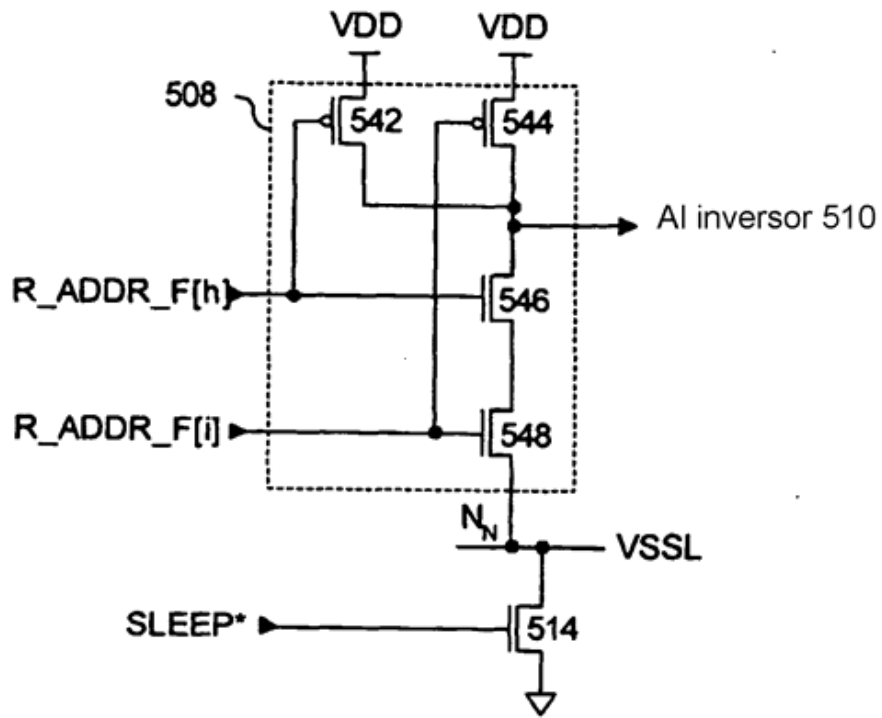 VDD VDD
508
542 544
Al inversor 510
R_ADDR_F[h] 546
R_ADDR_F[i] 548
N_N VSSL
SLEEP* 514